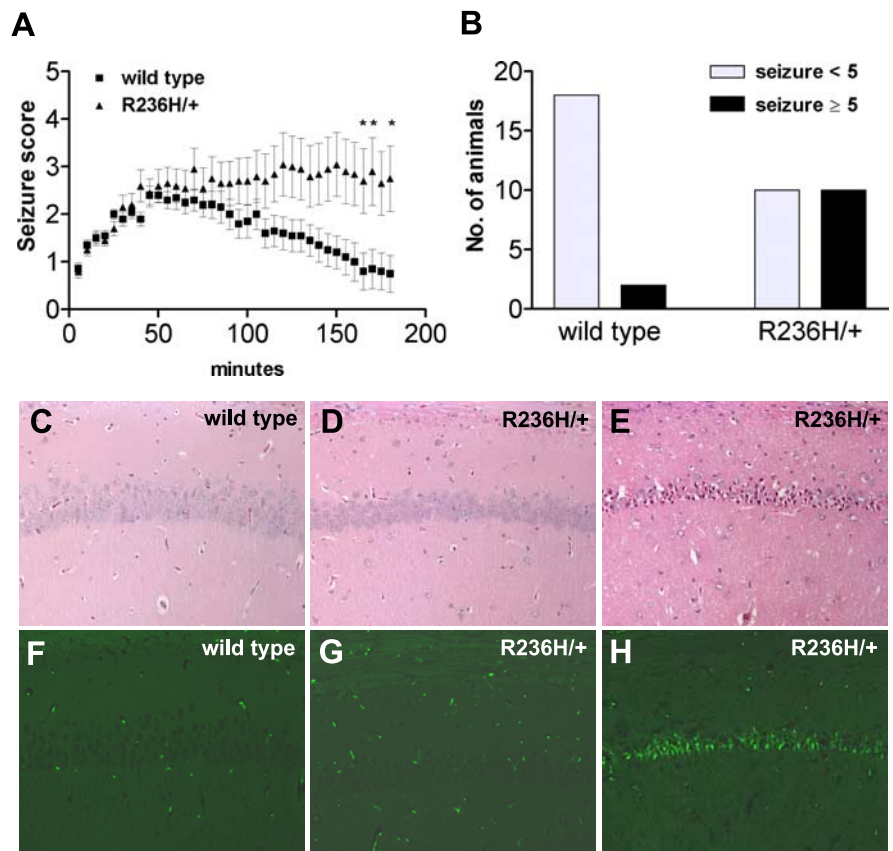 A
wild type
R236H/+
5
4
3
2
1
0
Seizure score
** *
0
50
100
150
200
minutes
B
seizure < 5
seizure ≥ 5
20
15
10
5
0
No. of animals
wild type
R236H/+
C
wild type
D
R236H/+
E
R236H/+
F
wild type
G
R236H/+
H
R236H/+